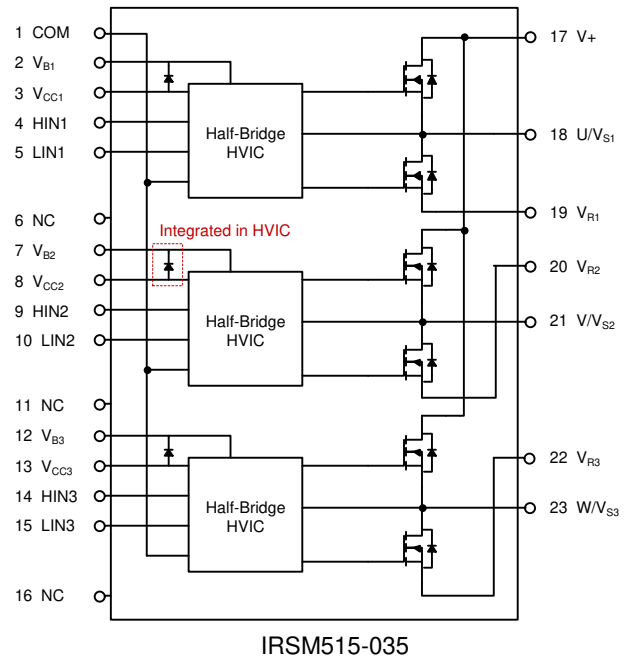 1 COM
2 VB1
3 VCC1
4 HIN1
5 LIN1
6 NC
7 VB2
8 VCC2
9 HIN2
10 LIN2
11 NC
12 VB3
13 VCC3
14 HIN3
15 LIN3
16 NC
Half-Bridge
HVIC
Integrated in HVIC
Half-Bridge
HVIC
Half-Bridge
HVIC
17 V+
18 U/VS1
19 VR1
20 VR2
21 V/VS2
22 VR3
23 W/VS3
IRSM515-035